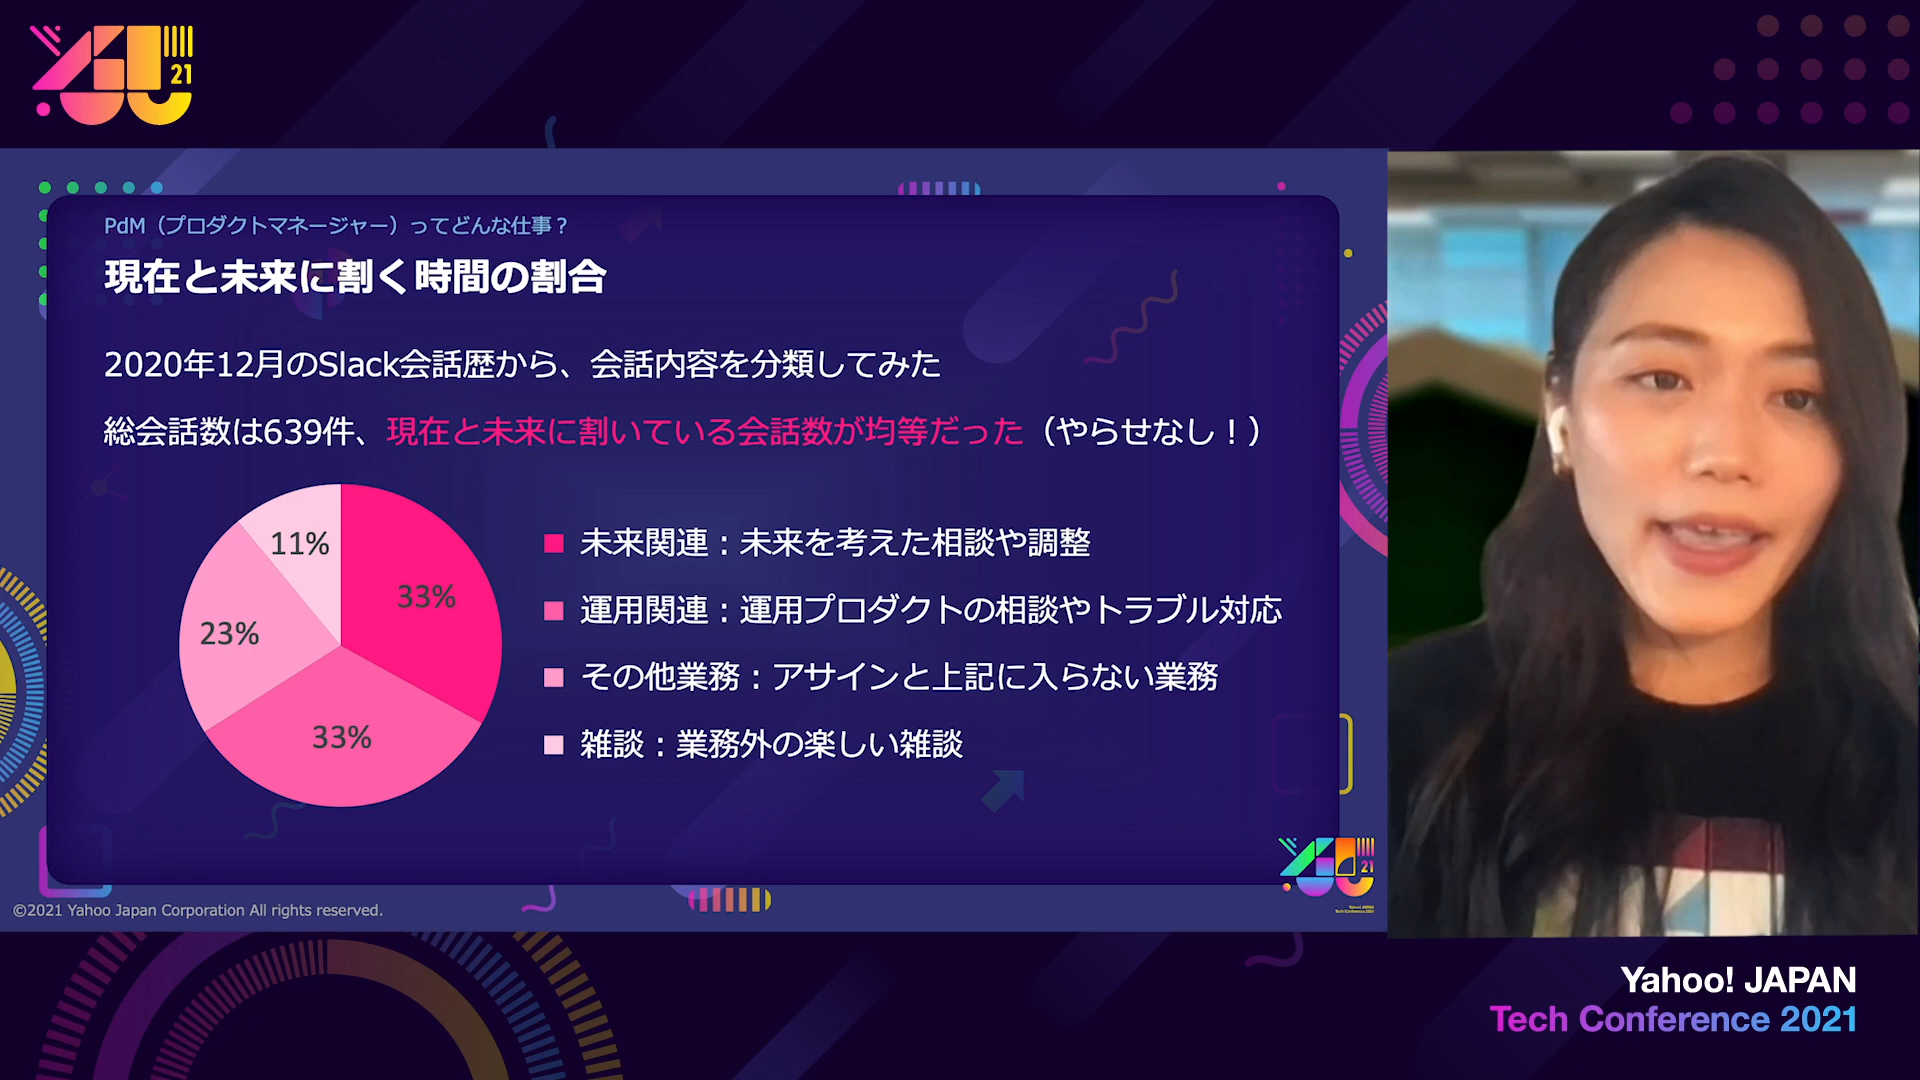 21
PdM（プロダクトマネージャー）ってどんな仕事？
現在と未来に割く時間の割合
2020年12月のSlack会話歴から、会話内容を分類してみた
総会話数は639件、現在と未来に割いている会話数が均等だった（やらせなし！）
11%
33%
23%
33%
未来関連：未来を考えた相談や調整
運用関連：運用プロダクトの相談やトラブル対応
その他業務：アサインと上記に入らない業務
雑談：業務外の楽しい雑談
21
Yahoo! JAPAN
Tech Conference 2021
©2021 Yahoo Japan Corporation All rights reserved.
Yahoo! JAPAN
Tech Conference 2021